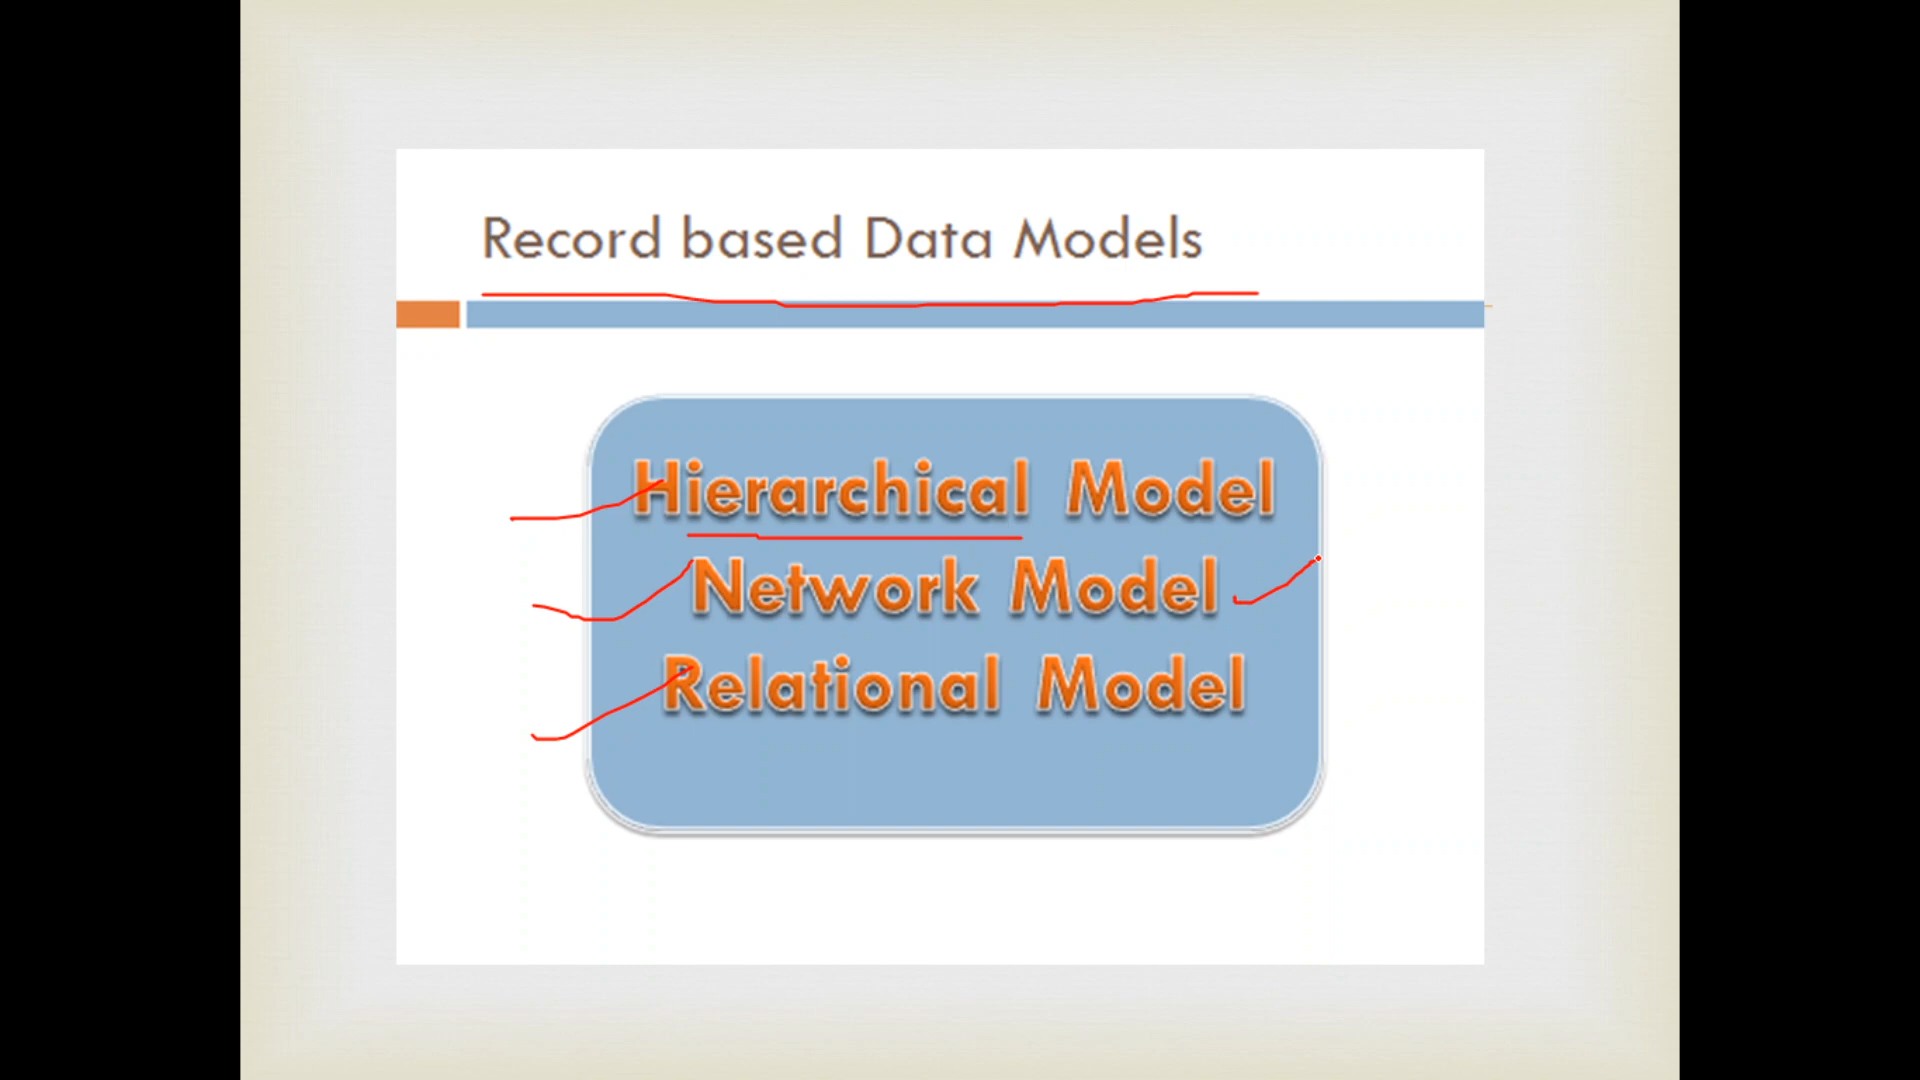 Record based Data Models
Hierarchical Model
Network Model
Relational Model